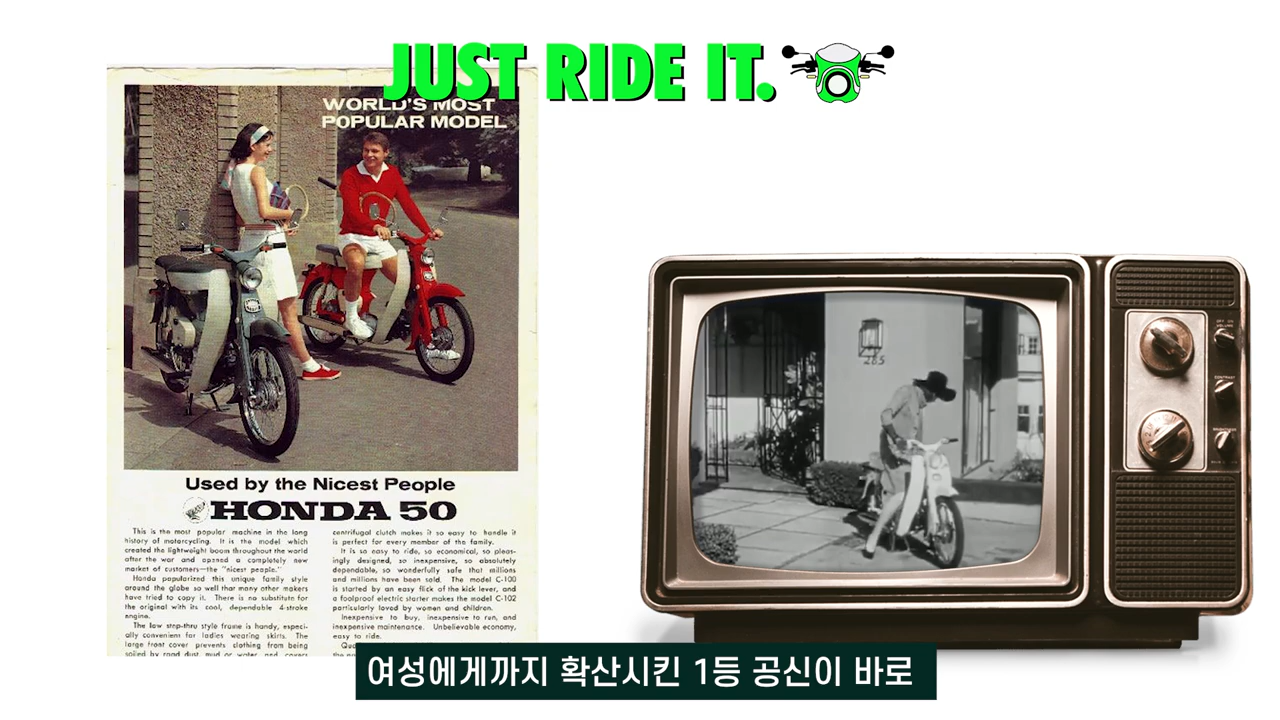 JUST RIDE IT.
WORLD'S MOST
POPULAR MODEL
Used by the Nicest People
HONDA 50
This is the most popular machine in the long
history of motorcycling. It is the model which
created the lightweight boom throughout the world
after the war and opened a completely new
market of customers—the "nicest people."
Honda popularized this unique family style
around the globe so well that many other makers
have tried to copy it. There is no substitute for
the original with its cool, dependable 4-stroke
engine.
The low step-thru style frame is handy, especi-
ally convenient for ladies wearing skirts. The
large front cover prevents clothing from being
soiled by road dust, mud or water and covers
centrifugal clutch makes it so easy to handle it
is perfect for every member of the family.
It is so easy to ride, so economical, so pleas-
ingly designed, so inexpensive, so absolutely
dependable, so wonderfully safe that millions
and millions have been sold. The model C-100
is started by an easy flick of the kick lever, and
a foolproof electric starter makes the model C-102
particularly loved by women and children.
Inexpensive to buy, inexpensive to run, and
inexpensive maintenance. Unbelievable economy,
easy to ride.
285
CONTRAST
여성에게까지 확산시킨 1등 공신이 바로